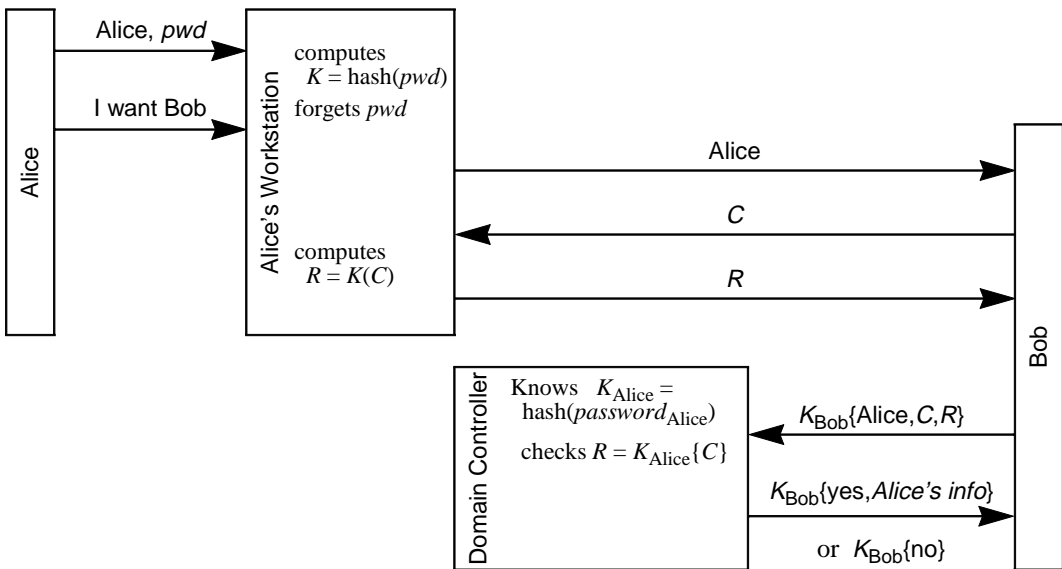 Alice
Alice, pwd
I want Bob
Alice's Workstation
computes
K = hash(pwd)
forgets pwd
computes
R = K(C)
Alice
C
R
Bob
Domain Controller
Knows K_Alice =
hash(password_Alice)
checks R = K_Alice{C}
K_Bob{Alice,C,R}
K_Bob{yes,Alice's info}
or K_Bob{no}